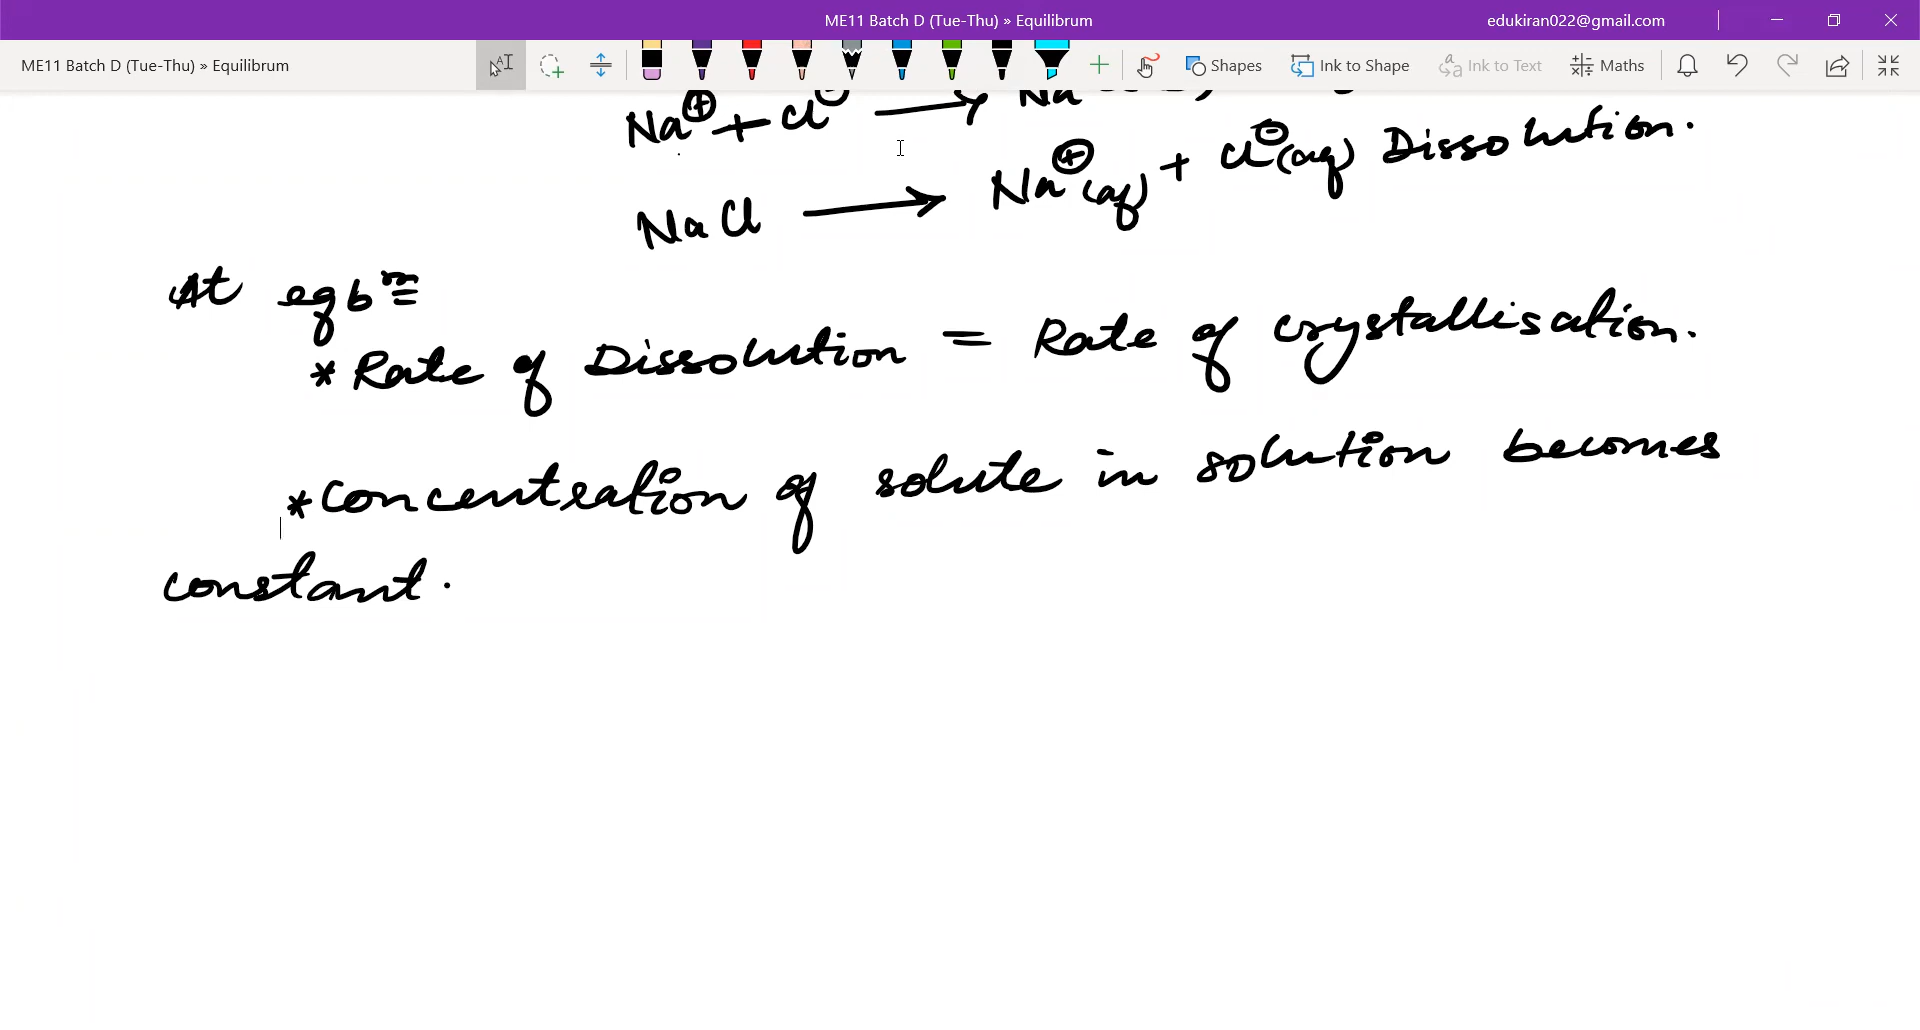 ME11 Batch D (Tue-Thu) » Equilibrum
edukiran022@gmail.com
ME11 Batch D (Tue-Thu) » Equilibrum
Shapes
Ink to Shape
Ink to Text
Maths
Na⊕ + Cl⊖ ⟶ Na
NaCl ⟶ Na⊕(aq) + Cl⊖(aq) Dissolution.
At eqbm
* Rate of Dissolution = Rate of crystallisation.
* Concentration of solute in solution becomes
constant.